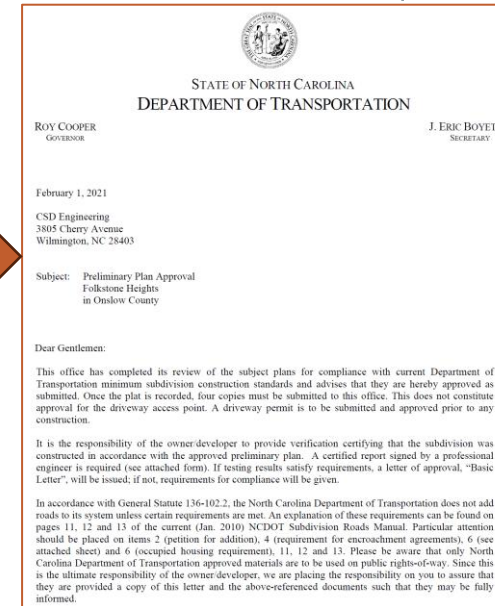 STATE OF NORTH CAROLINA
DEPARTMENT OF TRANSPORTATION
ROY COOPER
GOVERNOR
J. ERIC BOYET
SECRETARY
February 1, 2021
CSD Engineering
3805 Cherry Avenue
Wilmington, NC 28403
Subject: Preliminary Plan Approval
Folkstone Heights
in Onslow County
Dear Gentlemen:
This office has completed its review of the subject plans for compliance with current Department of
Transportation minimum subdivision construction standards and advises that they are hereby approved as
submitted. Once the plat is recorded, four copies must be submitted to this office. This does not constitute
approval for the driveway access point. A driveway permit is to be submitted and approved prior to any
construction.
It is the responsibility of the owner/developer to provide verification certifying that the subdivision was
constructed in accordance with the approved preliminary plan. A certified report signed by a professional
engineer is required (see attached form). If testing results satisfy requirements, a letter of approval, "Basic
Letter", will be issued; if not, requirements for compliance will be given.
In accordance with General Statute 136-102.2, the North Carolina Department of Transportation does not add
roads to its system unless certain requirements are met. An explanation of these requirements can be found on
pages 11, 12 and 13 of the current (Jan. 2010) NCDOT Subdivision Roads Manual. Particular attention
should be placed on items 2 (petition for addition), 4 (requirement for encroachment agreements), 6 (see
attached sheet) and 6 (occupied housing requirement), 11, 12 and 13. Please be aware that only North
Carolina Department of Transportation approved materials are to be used on public rights-of-way. Since this
is the ultimate responsibility of the owner/developer, we are placing the responsibility on you to assure that
they are provided a copy of this letter and the above-referenced documents such that they may be fully
informed.